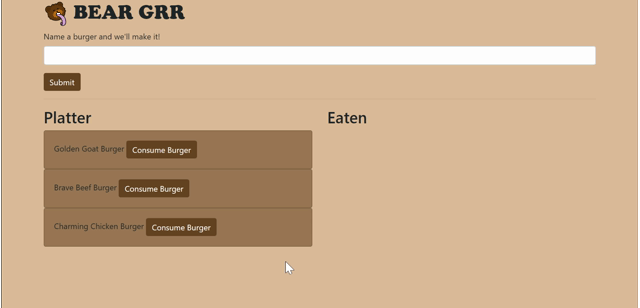 BEAR GRR
Name a burger and we'll make it!
Submit
Platter
Golden Goat Burger Consume Burger
Brave Beef Burger Consume Burger
Charming Chicken Burger Consume Burger
Eaten